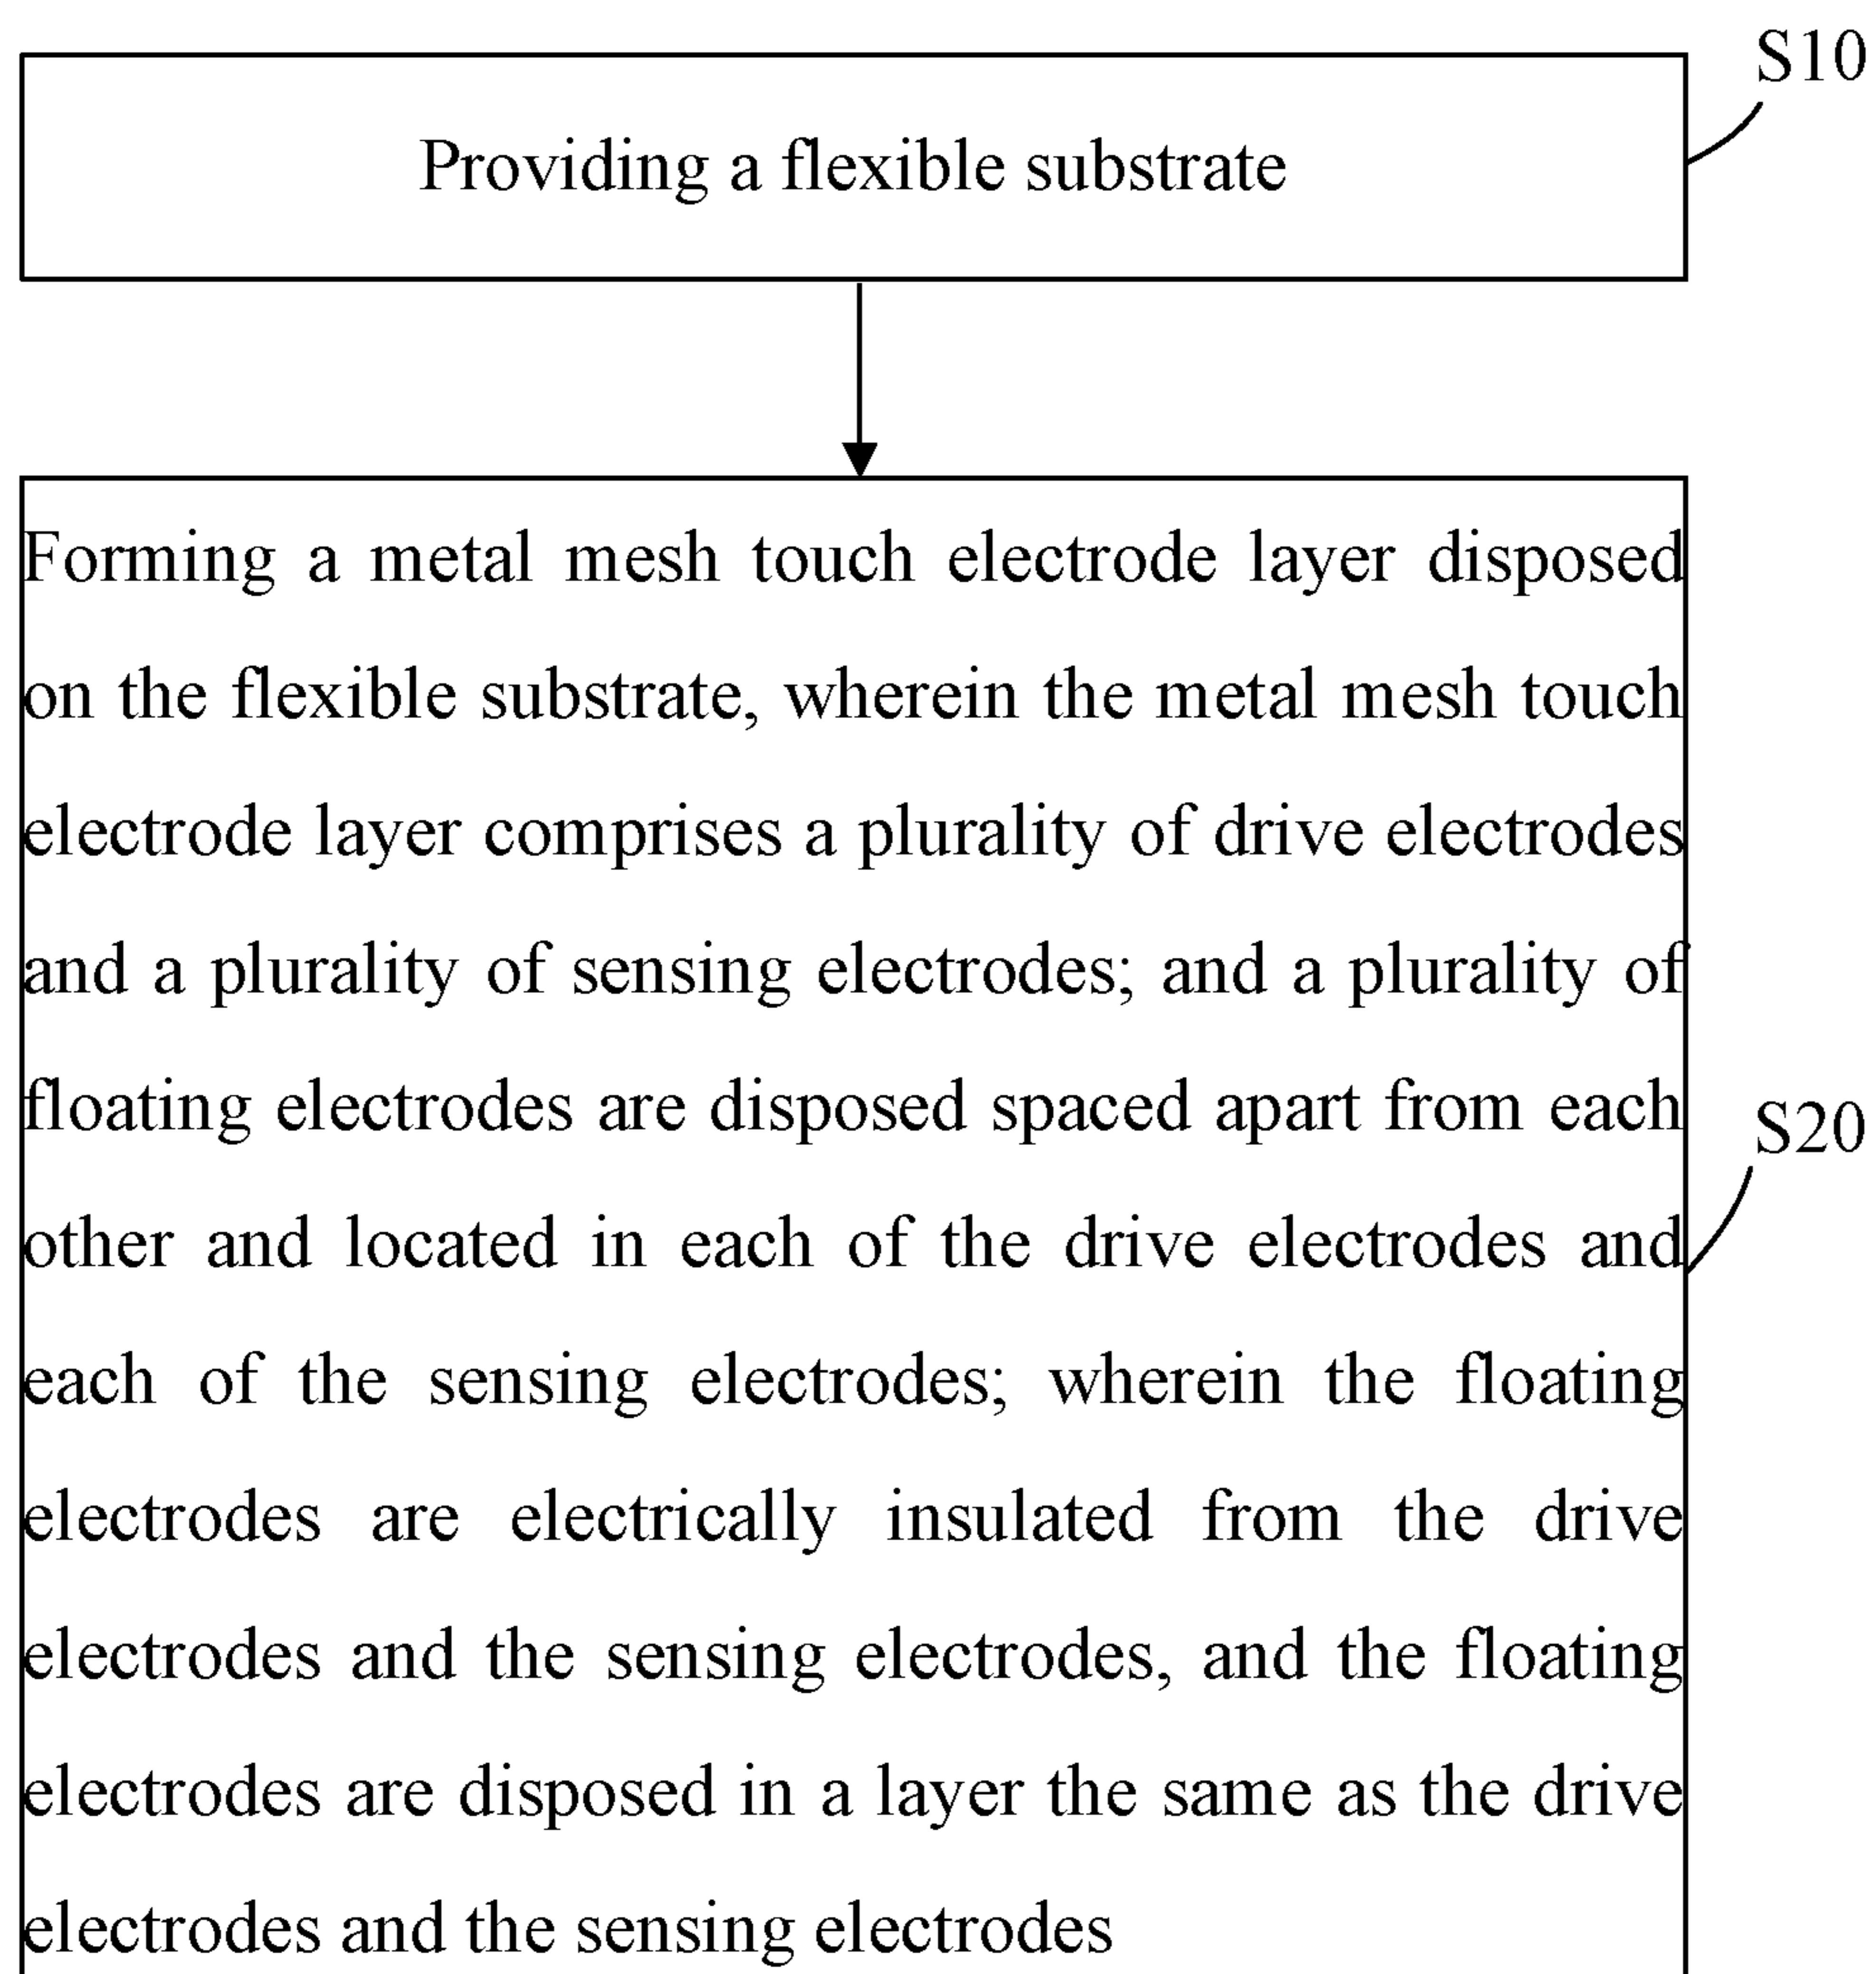 S10
Providing a flexible substrate
Forming a metal mesh touch electrode layer disposed
on the flexible substrate, wherein the metal mesh touch
electrode layer comprises a plurality of drive electrodes
and a plurality of sensing electrodes; and a plurality of
floating electrodes are disposed spaced apart from each
S20
other and located in each of the drive electrodes and
each of the sensing electrodes; wherein the floating
electrodes are electrically insulated from the drive
electrodes and the sensing electrodes, and the floating
electrodes are disposed in a layer the same as the drive
electrodes and the sensing electrodes